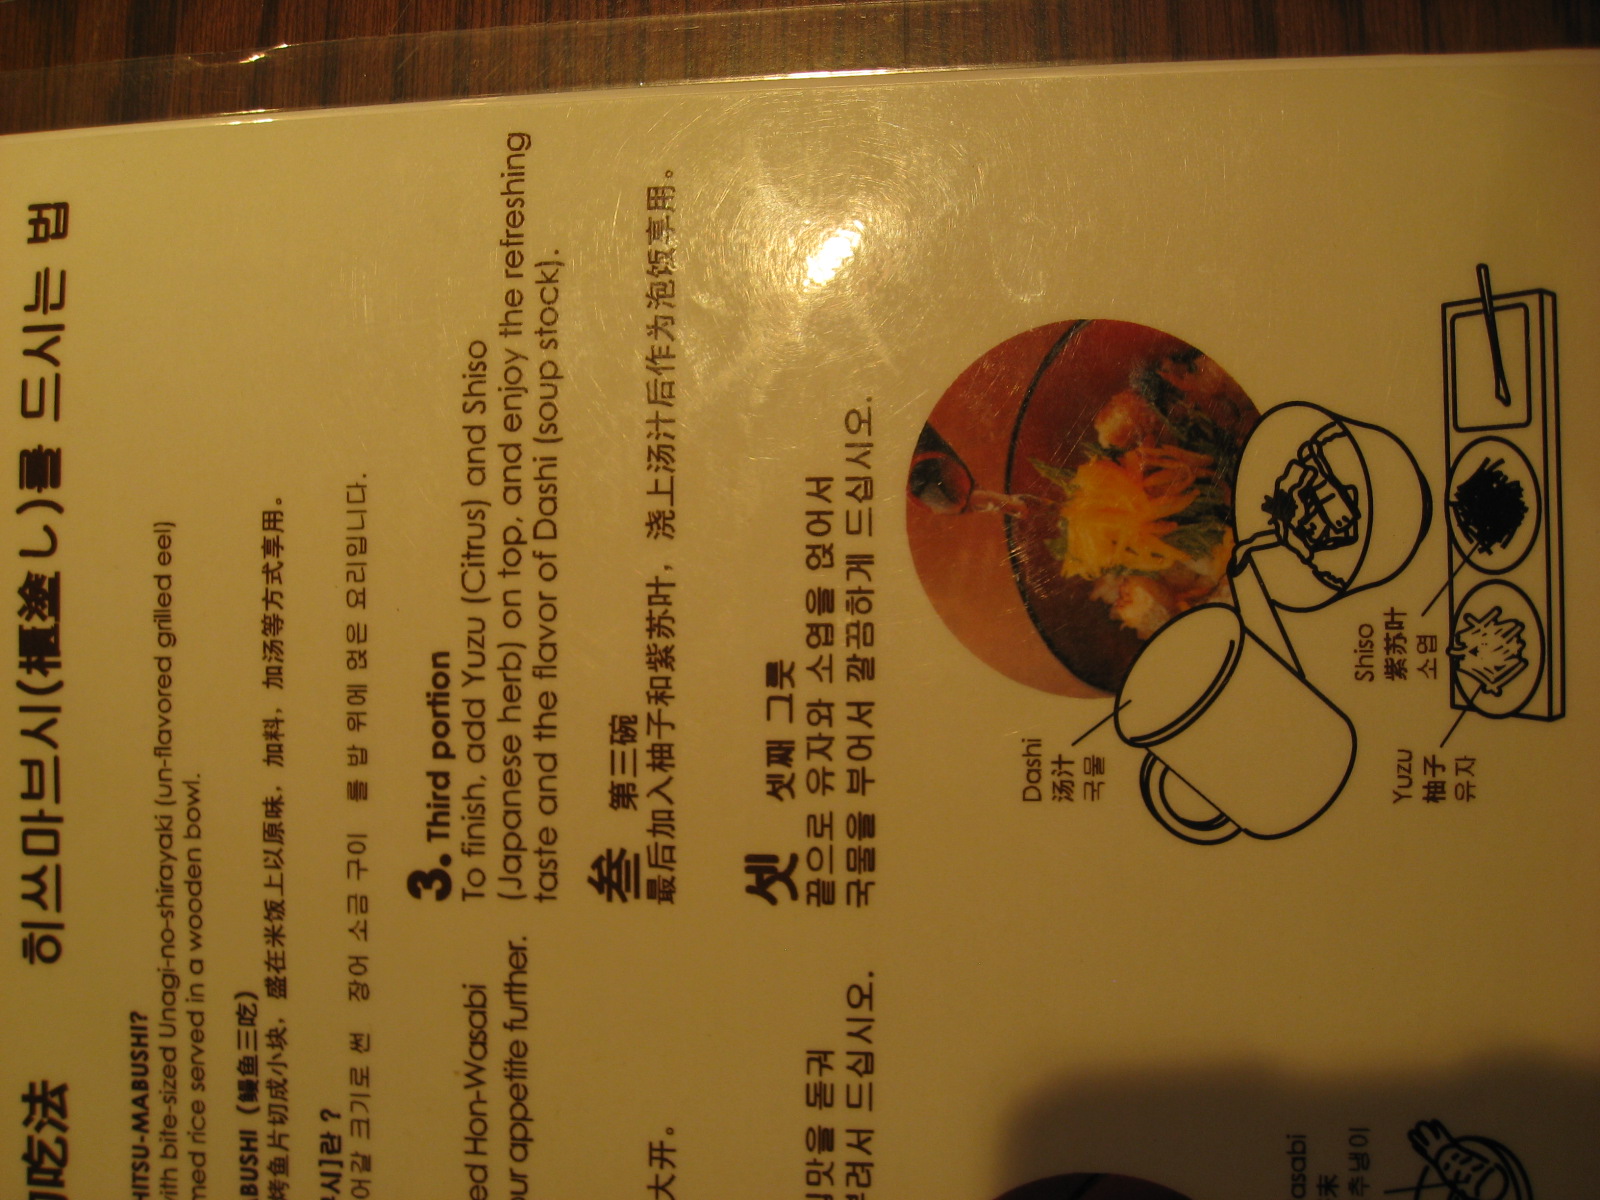 吃法 히쓰마브시(櫃塗し)를 드시는 법
HITSU-MABUSHI?
with bite-sized Unagi-no-shirayaki (un-flavored grilled eel)
med rice served in a wooden bowl.
ABUSHI (鳗鱼三吃)
烤鱼片切成小块，盛在米饭上以原味，加料，加汤等方式享用。
시]란 ?
어갈 크기로 썬 장어 소금 구이 를 밥 위에 얹은 요리입니다.
ed Hon-Wasabi
our appetite further.
大开。
맛을 돋궈
려서 드십시오.
3. Third portion
To finish, add Yuzu (Citrus) and Shiso
(Japanese herb) on top, and enjoy the refreshing
taste and the flavor of Dashi (soup stock).
叁 第三碗
最后加入柚子和紫苏叶，浇上汤汁后作为泡饭享用。
셋 셋째 그릇
끝으로 유자와 소엽을 얹어서
국물을 부어서 깔끔하게 드십시오.
Dashi
汤汁
국물
Shiso
紫苏叶
소엽
Yuzu
柚子
유자
asabi
末
추냉이